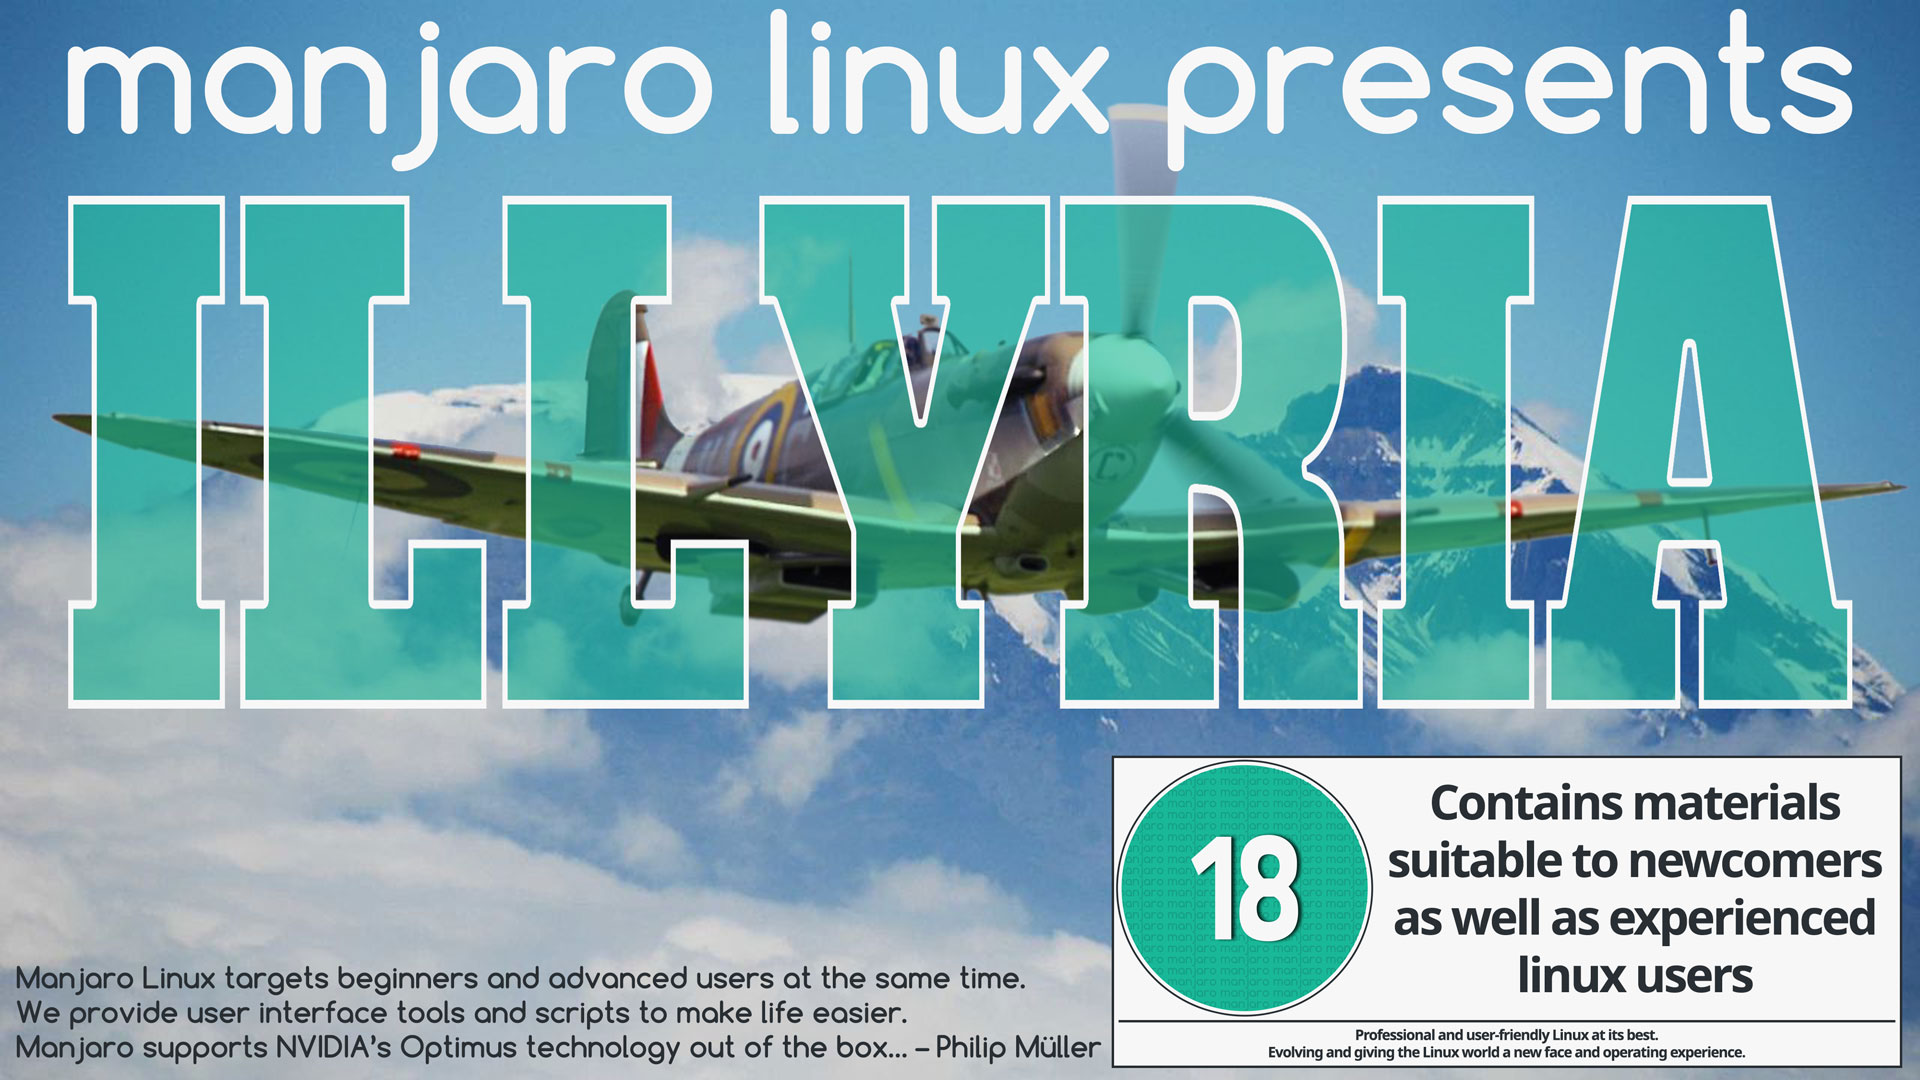 manjaro linux presents
ILLYRIA
18
Contains materials
suitable to newcomers
as well as experienced
linux users
Professional and user-friendly Linux at its best.
Evolving and giving the Linux world a new face and operating experience.
Manjaro Linux targets beginners and advanced users at the same time.
We provide user interface tools and scripts to make life easier.
Manjaro supports NVIDIA's Optimus technology out of the box... – Philip Müller